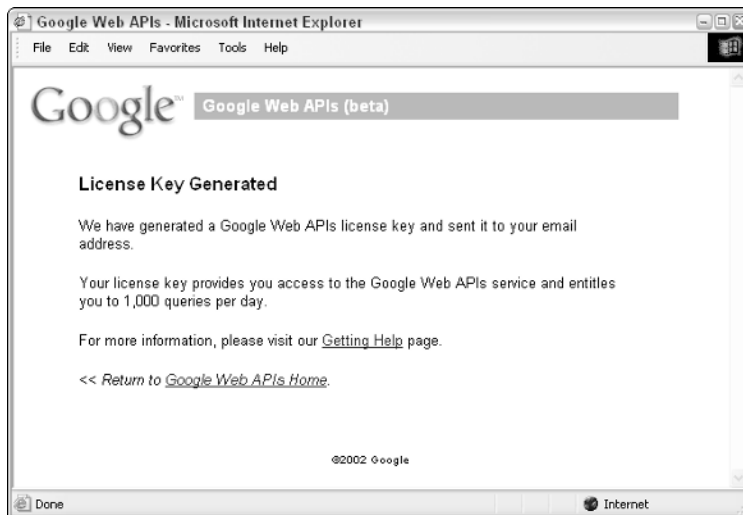 Google Web APIs - Microsoft Internet Explorer
File Edit View Favorites Tools Help
Google™ Google Web APIs (beta)
License Key Generated
We have generated a Google Web APIs license key and sent it to your email
address.
Your license key provides you access to the Google Web APIs service and entitles
you to 1,000 queries per day.
For more information, please visit our Getting Help page.
<< Return to Google Web APIs Home.
©2002 Google
Done Internet